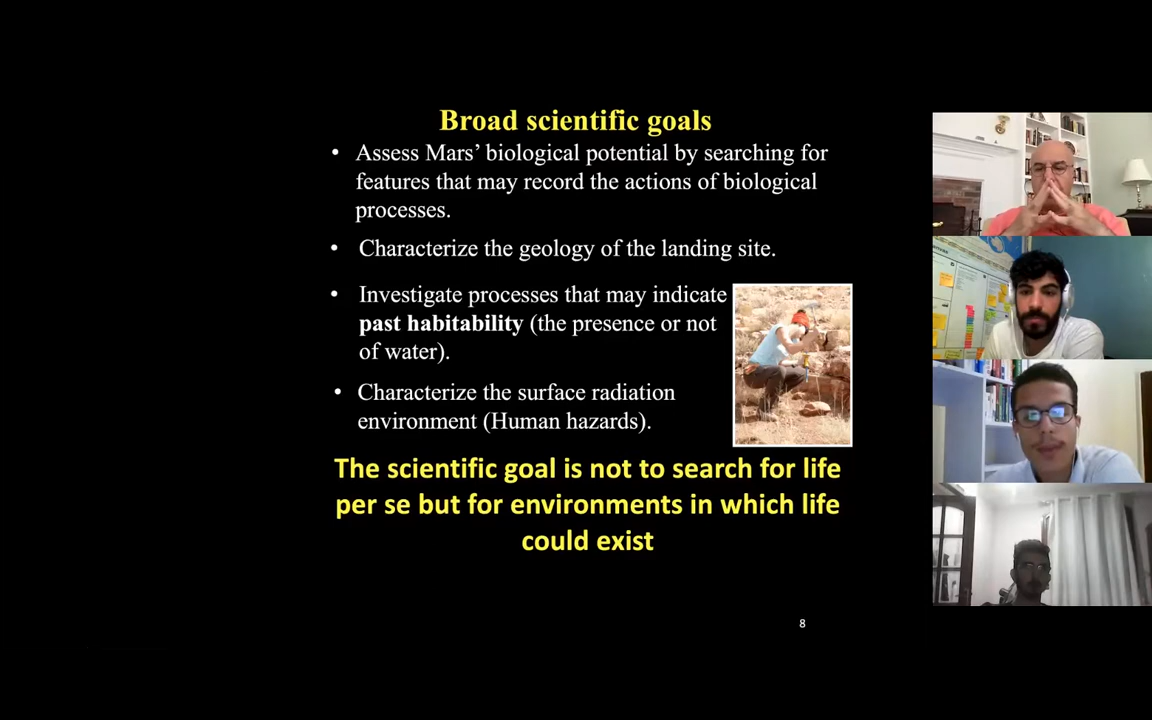 Broad scientific goals
• Assess Mars’ biological potential by searching for
features that may record the actions of biological
processes.
• Characterize the geology of the landing site.
• Investigate processes that may indicate
past habitability (the presence or not
of water).
• Characterize the surface radiation
environment (Human hazards).
The scientific goal is not to search for life
per se but for environments in which life
could exist
8